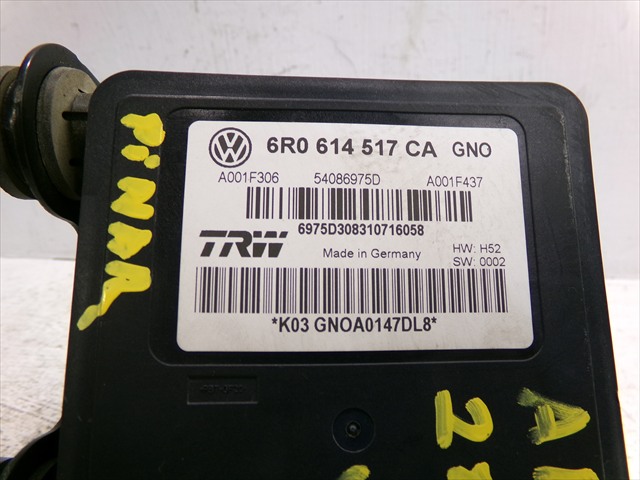 6R0 614 517 CA GNO
A001F306 54086975D A001F437
6975D308310716058
TRW Made in Germany HW: H52
SW: 0002
*K03 GNOA0147DL8*